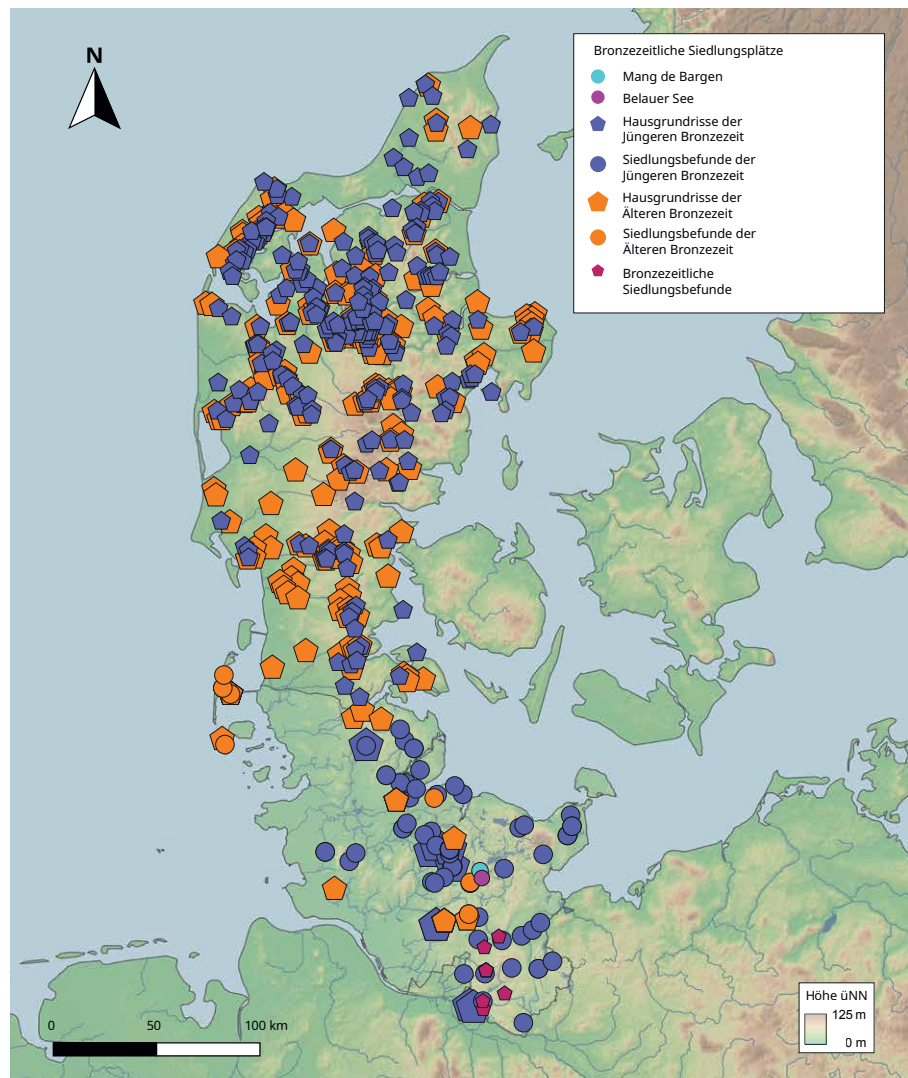 N
Bronzezeitliche Siedlungsplätze
Mang de Bargen
Belauer See
Hausgrundrisse der
Jüngeren Bronzezeit
Siedlungsbefunde der
Jüngeren Bronzezeit
Hausgrundrisse der
Älteren Bronzezeit
Siedlungsbefunde der
Älteren Bronzezeit
Bronzezeitliche
Siedlungsbefunde
Höhe üNN
125 m
0 m
0 50 100 km